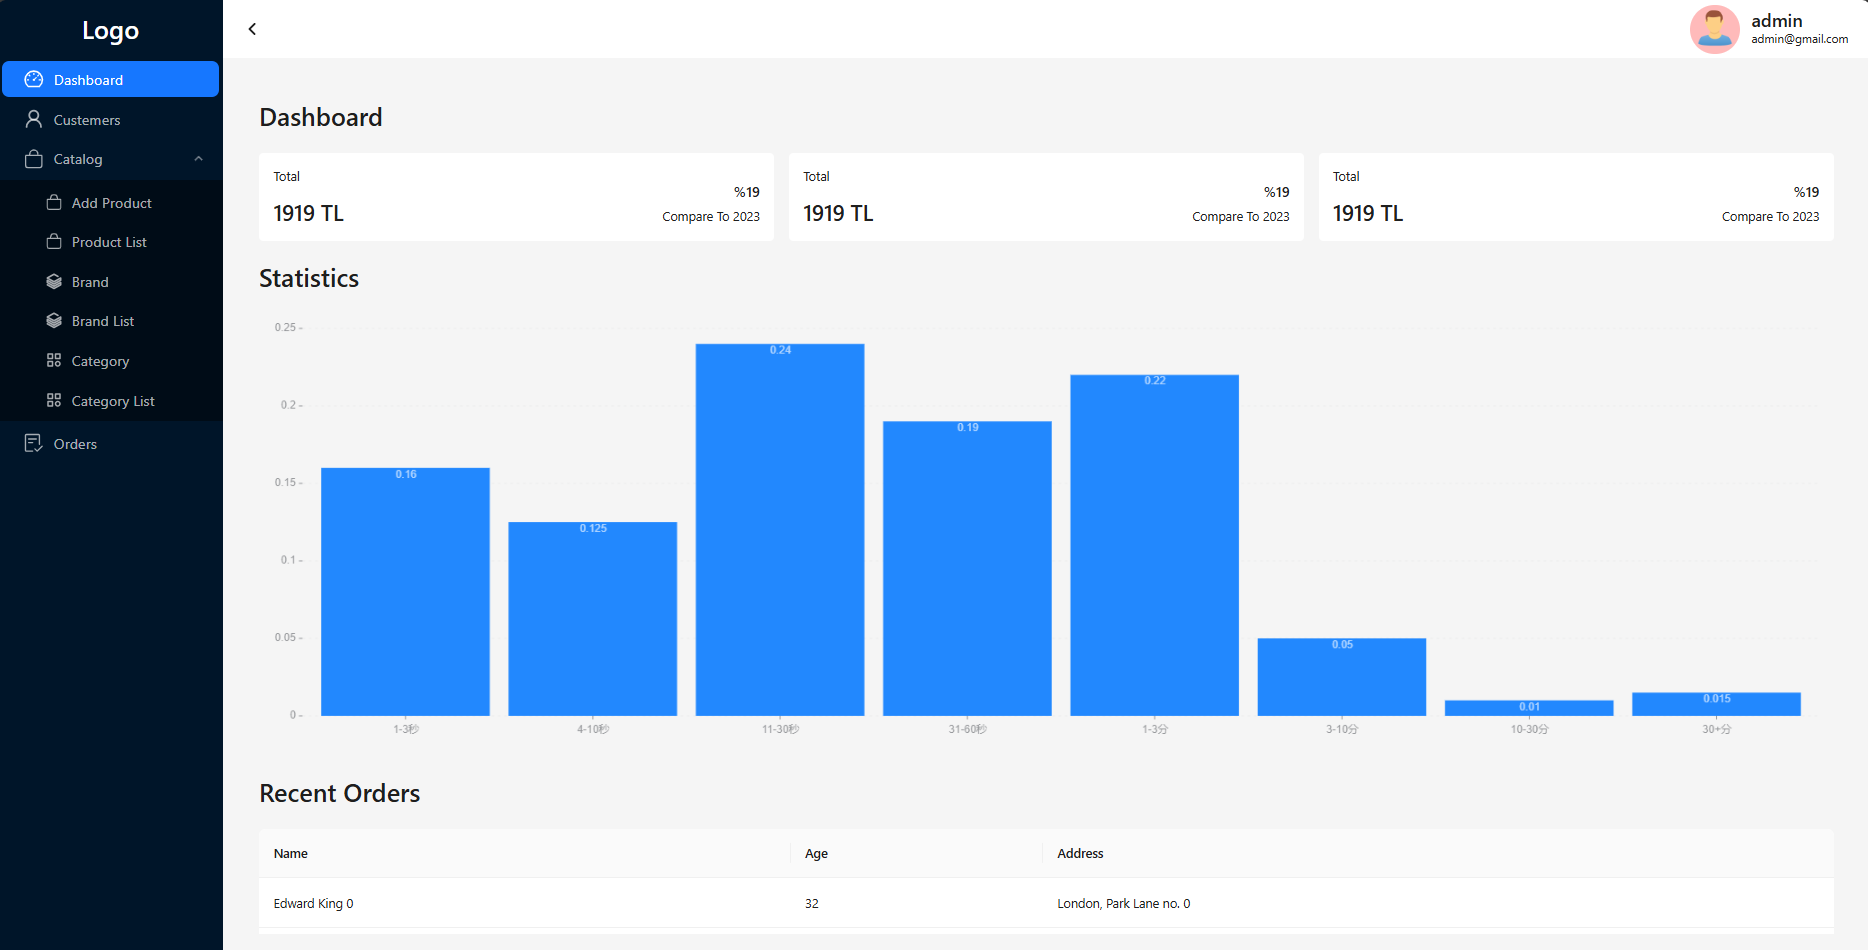 Logo
Dashboard
Custemers
Catalog
Add Product
Product List
Brand
Brand List
Category
Category List
Orders
admin
admin@gmail.com
Dashboard
Total
%19
1919 TL
Compare To 2023
Total
%19
1919 TL
Compare To 2023
Total
%19
1919 TL
Compare To 2023
Statistics
0.25
0.2
0.15
0.1
0.05
0
0.16
0.125
0.24
0.19
0.22
0.05
0.01
0.015
1-3秒
4-10秒
11-30秒
31-60秒
1-3分
3-10分
10-30分
30+分
Recent Orders
Name Age Address
Edward King 0 32 London, Park Lane no. 0